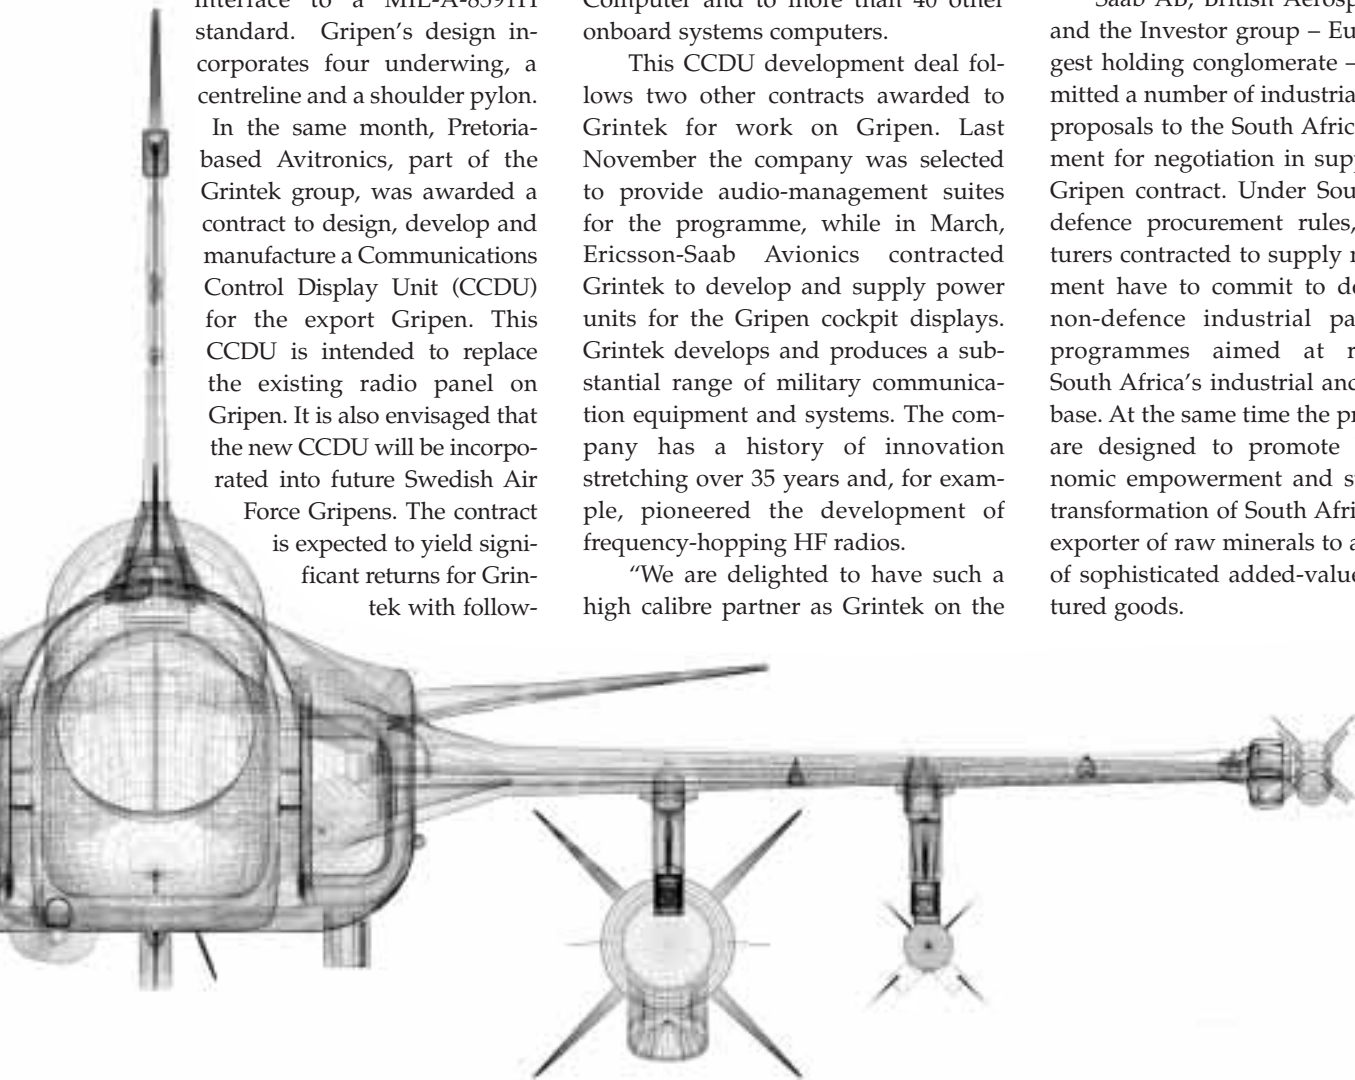 interface to a MIL-A-8591H
standard. Gripen's design in-
corporates four underwing, a
centreline and a shoulder pylon.
In the same month, Pretoria-
based Avitronics, part of the
Grintek group, was awarded a
contract to design, develop and
manufacture a Communications
Control Display Unit (CCDU)
for the export Gripen. This
CCDU is intended to replace
the existing radio panel on
Gripen. It is also envisaged that
the new CCDU will be incorpo-
rated into future Swedish Air
Force Gripens. The contract
is expected to yield signi-
ficant returns for Grin-
tek with follow-
Computer and to more than 40 other
onboard systems computers.
This CCDU development deal fol-
lows two other contracts awarded to
Grintek for work on Gripen. Last
November the company was selected
to provide audio-management suites
for the programme, while in March,
Ericsson-Saab Avionics contracted
Grintek to develop and supply power
units for the Gripen cockpit displays.
Grintek develops and produces a sub-
stantial range of military communica-
tion equipment and systems. The com-
pany has a history of innovation
stretching over 35 years and, for exam-
ple, pioneered the development of
frequency-hopping HF radios.
“We are delighted to have such a
high calibre partner as Grintek on the
Saab AB, British Aerosp
and the Investor group – Eu
gest holding conglomerate –
mitted a number of industria
proposals to the South Afric
ment for negotiation in sup
Gripen contract. Under Sou
defence procurement rules,
turers contracted to supply
ment have to commit to de
non-defence industrial pa
programmes aimed at r
South Africa's industrial and
base. At the same time the pr
are designed to promote
nomic empowerment and s
transformation of South Afri
exporter of raw minerals to a
of sophisticated added-value
tured goods.